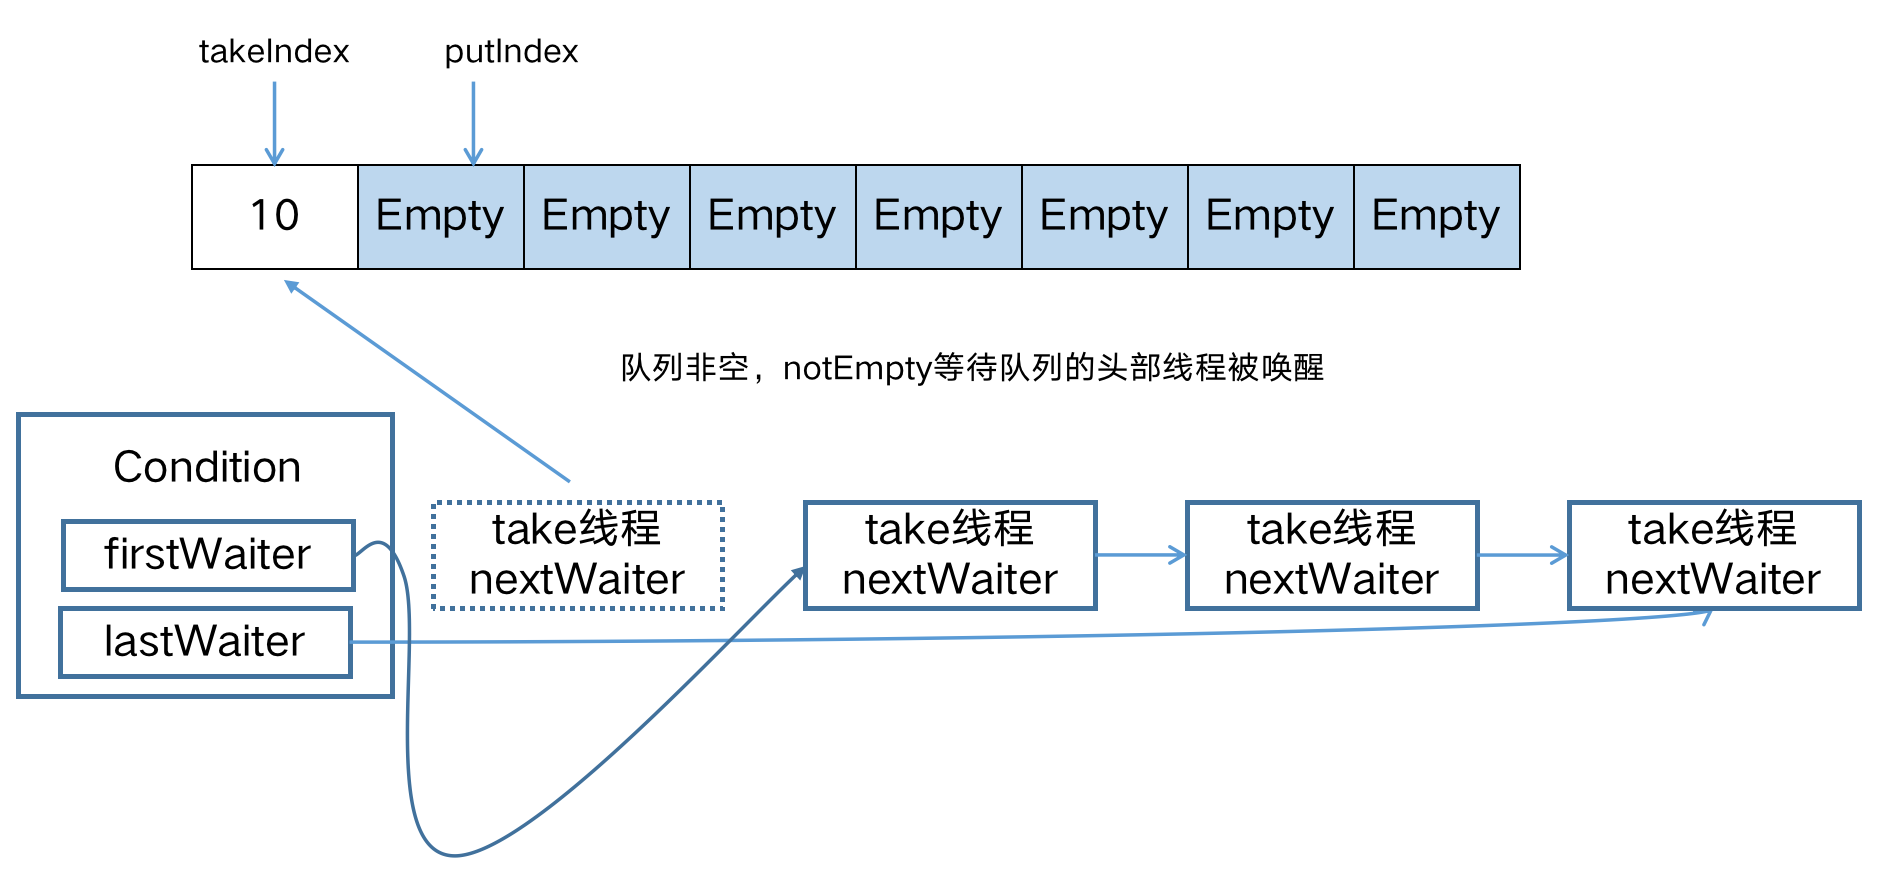 takeIndex putIndex
10 Empty Empty Empty Empty Empty Empty Empty
队列非空，notEmpty等待队列的头部线程被唤醒
Condition
firstWaiter
lastWaiter
take线程
nextWaiter
take线程
nextWaiter
take线程
nextWaiter
take线程
nextWaiter